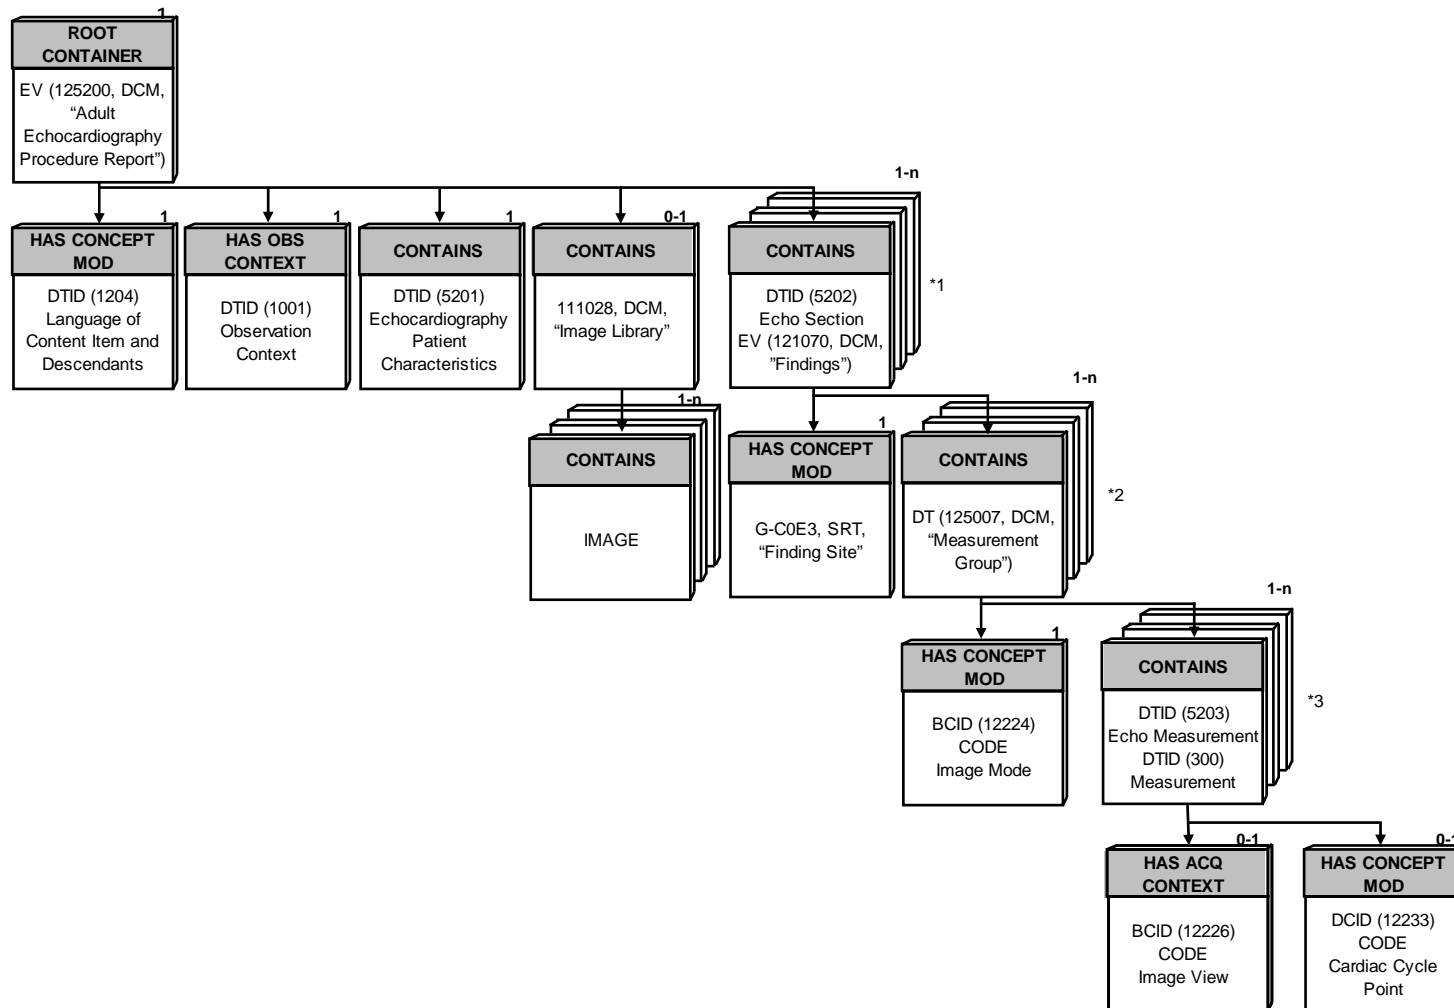 1
ROOT
CONTAINER
EV (125200, DCM,
“Adult
Echocardiography
Procedure Report”)
1
HAS CONCEPT
MOD
DTID (1204)
Language of
Content Item and
Descendants
1
HAS OBS
CONTEXT
DTID (1001)
Observation
Context
1
CONTAINS
DTID (5201)
Echocardiography
Patient
Characteristics
0-1
CONTAINS
111028, DCM,
“Image Library”
1-n
CONTAINS
DTID (5202)
Echo Section
EV (121070, DCM,
”Findings”)
*1
1-n
CONTAINS
IMAGE
1
HAS CONCEPT
MOD
G-C0E3, SRT,
“Finding Site”
1-n
CONTAINS
DT (125007, DCM,
“Measurement
Group”)
*2
1
HAS CONCEPT
MOD
BCID (12224)
CODE
Image Mode
1-n
CONTAINS
DTID (5203)
Echo Measurement
DTID (300)
Measurement
*3
0-1
HAS ACQ
CONTEXT
BCID (12226)
CODE
Image View
0-1
HAS CONCEPT
MOD
DCID (12233)
CODE
Cardiac Cycle
Point